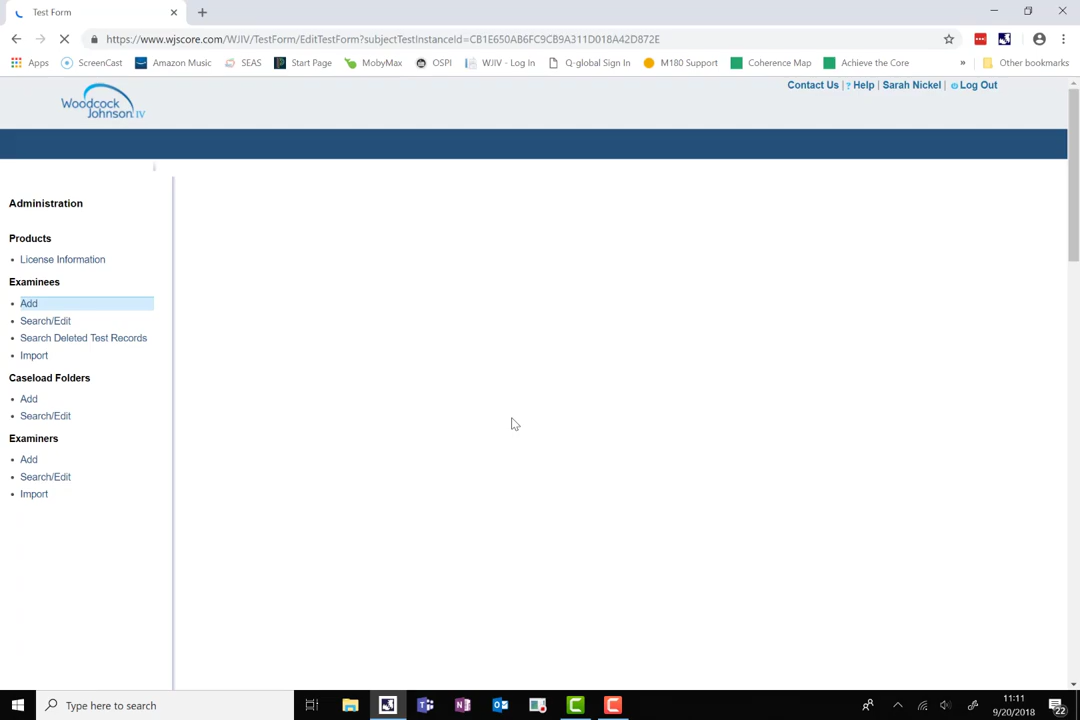 Test Form
https://www.wjscore.com/WJIV/TestForm/EditTestForm?subjectTestInstanceId=CB1E650AB6FC9CB9A311D018A42D872E
Apps ScreenCast Amazon Music SEAS Start Page MobyMax OSPI WJIV - Log In Q-global Sign In M180 Support Coherence Map Achieve the Core » Other bookmarks
Contact Us | ? Help | Sarah Nickel | Log Out
Woodcock
Johnson IV
Administration
Products
• License Information
Examinees
• Add
• Search/Edit
• Search Deleted Test Records
• Import
Caseload Folders
• Add
• Search/Edit
Examiners
• Add
• Search/Edit
• Import
Type here to search
11:11
9/20/2018
22